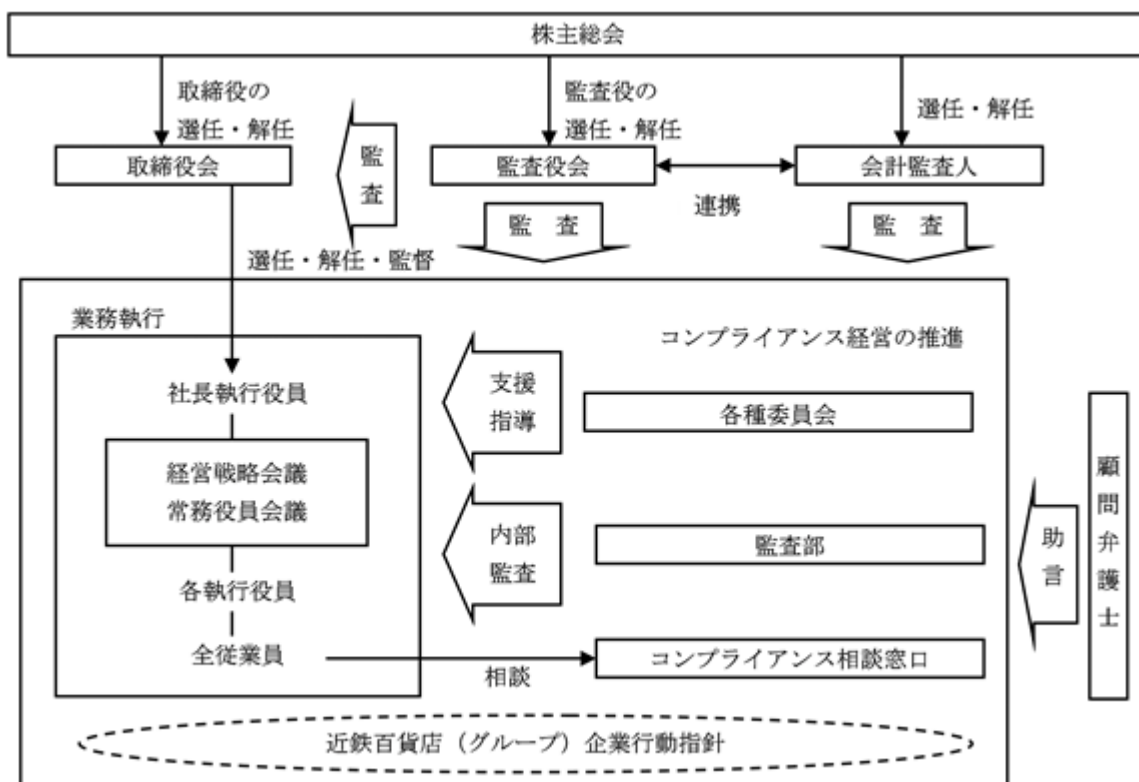 株主総会
取締役の
選任・解任
監査役の
選任・解任
選任・解任
取締役会
監査
監査役会
連携
会計監査人
監　査
監　査
選任・解任・監督
業務執行
コンプライアンス経営の推進
社長執行役員
支援
指導
各種委員会
経営戦略会議
常務役員会議
内部
監査
監査部
各執行役員
全従業員
相談
コンプライアンス相談窓口
助言
顧問弁護士
近鉄百貨店（グループ）企業行動指針